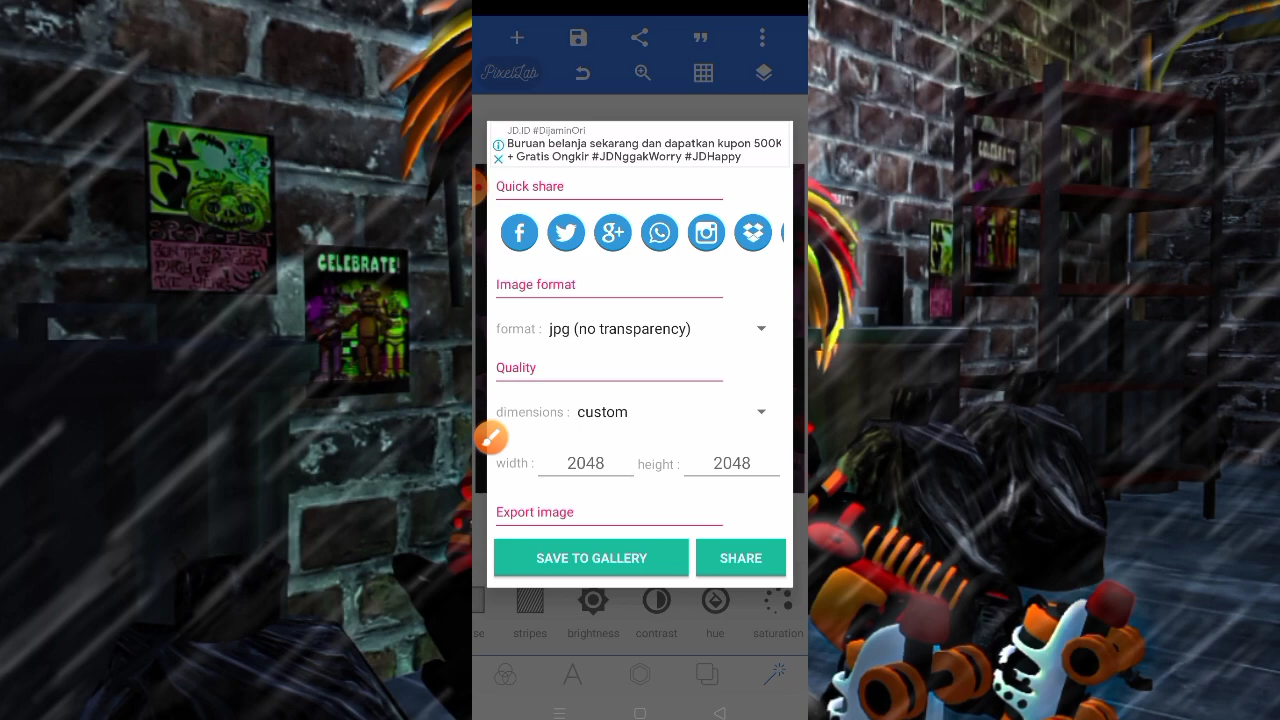 PixelLab
JD.ID #DijaminOri
Buruan belanja sekarang dan dapatkan kupon 500K
+ Gratis Ongkir #JDNggakWorry #JDHappy
Quick share
Image format
format : jpg (no transparency)
Quality
dimensions : custom
width : 2048 height : 2048
Export image
SAVE TO GALLERY SHARE
se stripes brightness contrast hue saturation
CELEBRATE!
CELEBRATE!